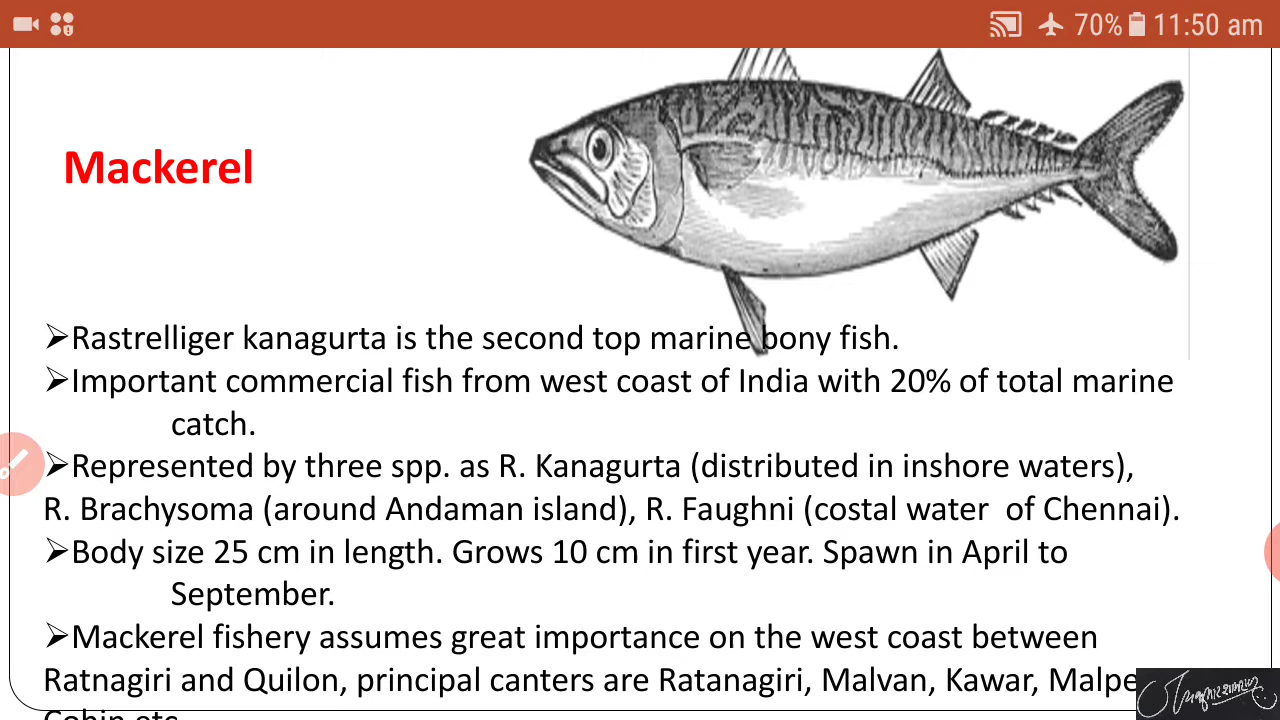 70% 11:50 am
Mackerel
➢Rastrelliger kanagurta is the second top marine bony fish.
➢Important commercial fish from west coast of India with 20% of total marine
catch.
➢Represented by three spp. as R. Kanagurta (distributed in inshore waters),
R. Brachysoma (around Andaman island), R. Faughni (costal water of Chennai).
➢Body size 25 cm in length. Grows 10 cm in first year. Spawn in April to
September.
➢Mackerel fishery assumes great importance on the west coast between
Ratnagiri and Quilon, principal canters are Ratanagiri, Malvan, Kawar, Malpe